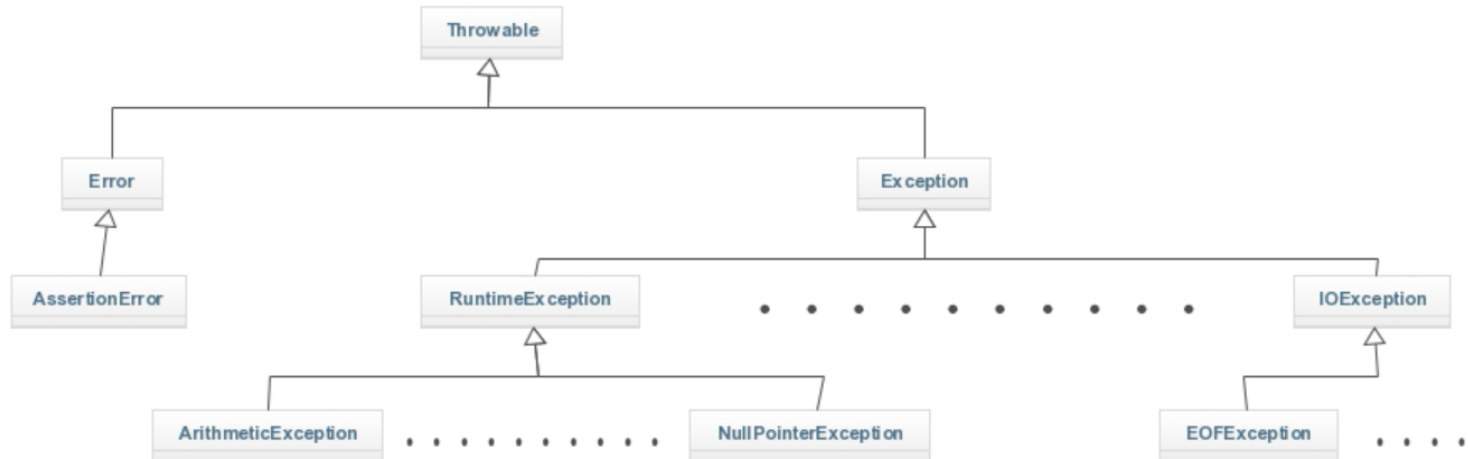 Throwable
Error
Exception
AssertionError
RuntimeException
IOException
ArithmeticException
NullPointerException
EOFException